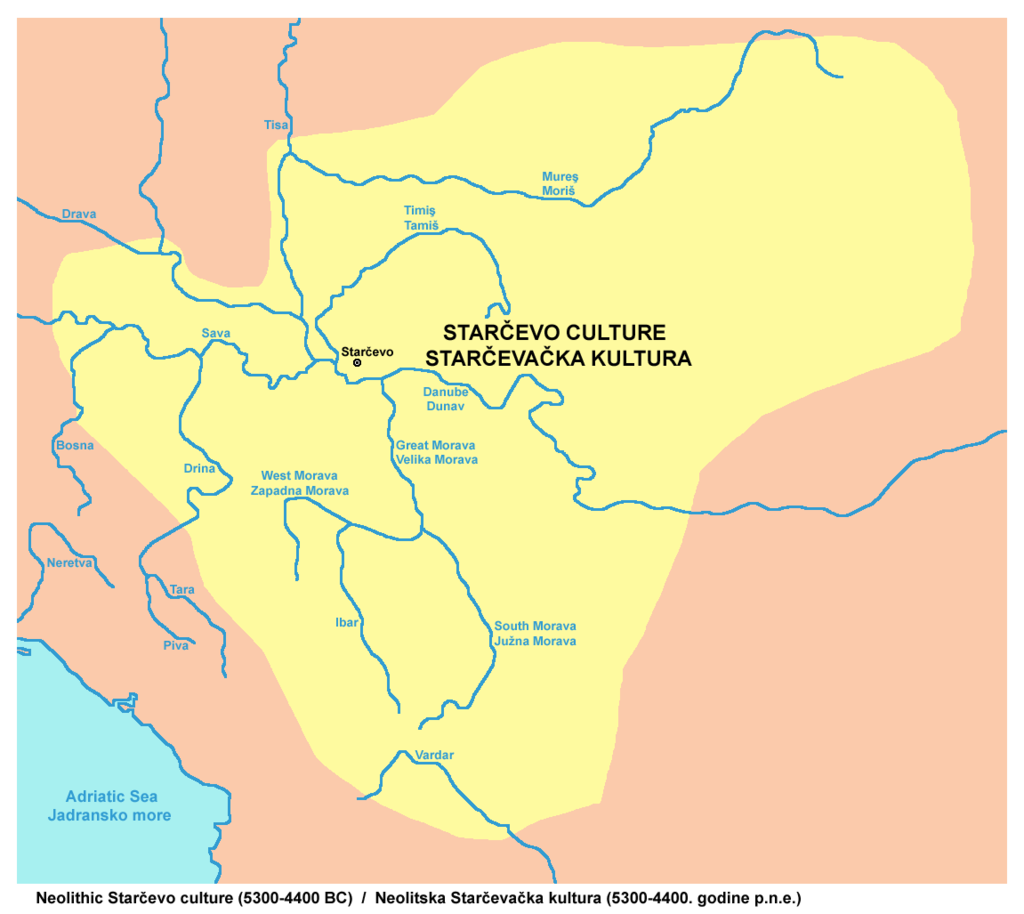 Tisa
Mureş
Moriš
Drava
Timiş
Tamiš
Sava
Starčevo
STARČEVO CULTURE
STARČEVAČKA KULTURA
Danube
Dunav
Bosna
Great Morava
Velika Morava
Drina
West Morava
Zapadna Morava
Neretva
Tara
Ibar
South Morava
Južna Morava
Piva
Vardar
Adriatic Sea
Jadransko more
Neolithic Starčevo culture (5300-4400 BC) / Neolitska Starčevačka kultura (5300-4400. godine p.n.e.)